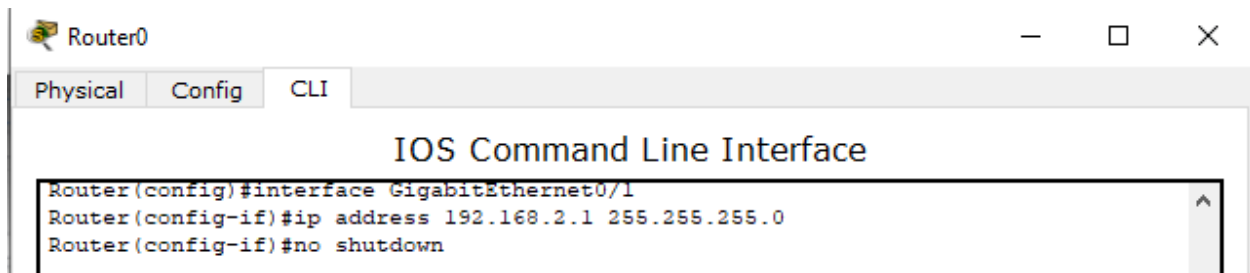 Router0
Physical Config CLI
IOS Command Line Interface
Router(config)#interface GigabitEthernet0/1
Router(config-if)#ip address 192.168.2.1 255.255.255.0
Router(config-if)#no shutdown